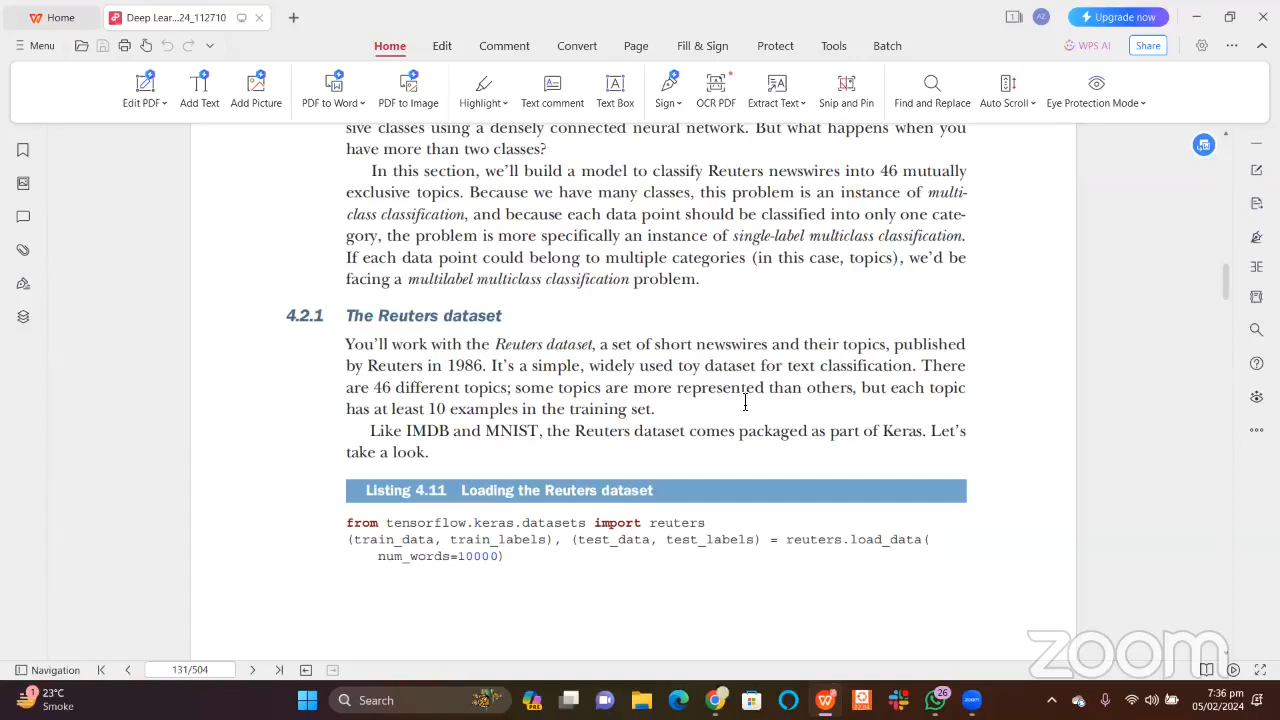 Home
Deep Lear...24_112710
AZ
Upgrade now
Menu
Home
Edit
Comment
Convert
Page
Fill & Sign
Protect
Tools
Batch
WPS AI
Share
Edit PDF
Add Text
Add Picture
PDF to Word
PDF to Image
Highlight
Text comment
Text Box
Sign
OCR PDF
Extract Text
Snip and Pin
Find and Replace
Auto Scroll
Eye Protection Mode
sive classes using a densely connected neural network. But what happens when you
have more than two classes?
In this section, we'll build a model to classify Reuters newswires into 46 mutually
exclusive topics. Because we have many classes, this problem is an instance of multi-
class classification, and because each data point should be classified into only one cate-
gory, the problem is more specifically an instance of single-label multiclass classification.
If each data point could belong to multiple categories (in this case, topics), we'd be
facing a multilabel multiclass classification problem.
4.2.1 The Reuters dataset
You'll work with the Reuters dataset, a set of short newswires and their topics, published
by Reuters in 1986. It's a simple, widely used toy dataset for text classification. There
are 46 different topics; some topics are more represented than others, but each topic
has at least 10 examples in the training set.
Like IMDB and MNIST, the Reuters dataset comes packaged as part of Keras. Let's
take a look.
Listing 4.11 Loading the Reuters dataset
from tensorflow.keras.datasets import reuters
(train_data, train_labels), (test_data, test_labels) = reuters.load_data(
num_words=10000)
zoom
Navigation
131/504
1
23°C
Smoke
Search
PRE
22.04
26
zoom
7:36 pm
05/02/2024